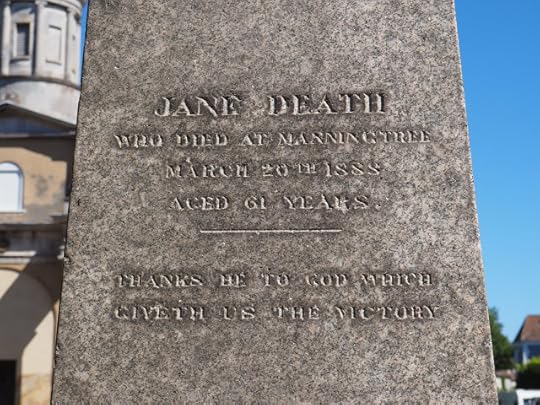 JANE DEATH
WHO DIED AT MANNINGTREE
MARCH 20TH 1888
AGED 61 YEARS.
THANKS BE TO GOD WHICH
GIVETH US THE VICTORY